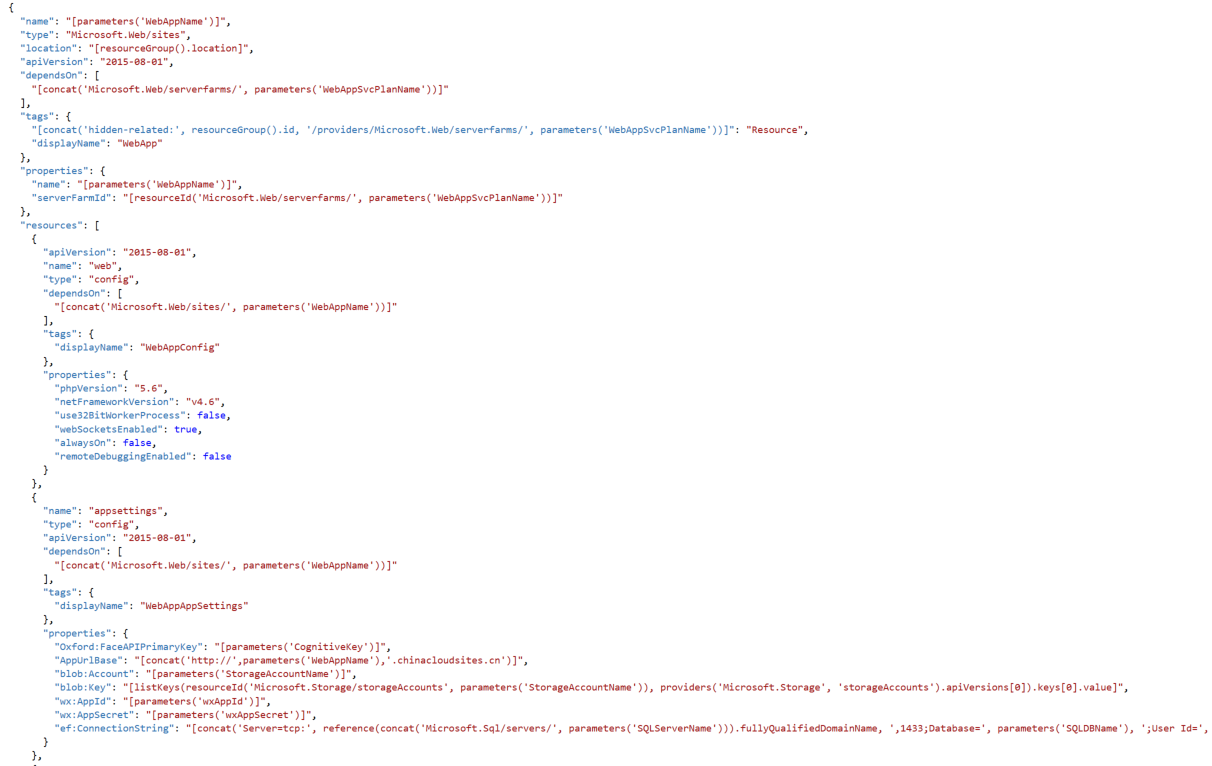 {
"name": "[parameters('WebAppName')]",
"type": "Microsoft.Web/sites",
"location": "[resourceGroup().location]",
"apiVersion": "2015-08-01",
"dependsOn": [
"[concat('Microsoft.Web/serverfarms/', parameters('WebAppSvcPlanName'))]"
],
"tags": {
"[concat('hidden-related:', resourceGroup().id, '/providers/Microsoft.Web/serverfarms/', parameters('WebAppSvcPlanName'))]": "Resource",
"displayName": "WebApp"
},
"properties": {
"name": "[parameters('WebAppName')]",
"serverFarmId": "[resourceId('Microsoft.Web/serverfarms/', parameters('WebAppSvcPlanName'))]"
},
"resources": [
{
"apiVersion": "2015-08-01",
"name": "web",
"type": "config",
"dependsOn": [
"[concat('Microsoft.Web/sites/', parameters('WebAppName'))]"
],
"tags": {
"displayName": "WebAppConfig"
},
"properties": {
"phpVersion": "5.6",
"netFrameworkVersion": "v4.6",
"use32BitWorkerProcess": false,
"webSocketsEnabled": true,
"alwaysOn": false,
"remoteDebuggingEnabled": false
}
},
{
"name": "appsettings",
"type": "config",
"apiVersion": "2015-08-01",
"dependsOn": [
"[concat('Microsoft.Web/sites/', parameters('WebAppName'))]"
],
"tags": {
"displayName": "WebAppAppSettings"
},
"properties": {
"Oxford:FaceAPIPrimaryKey": "[parameters('CognitiveKey')]",
"AppUrlBase": "[concat('http://',parameters('WebAppName'),'.chinacloudsites.cn')]",
"blob:Account": "[parameters('StorageAccountName')]",
"blob:Key": "[listKeys(resourceId('Microsoft.Storage/storageAccounts', parameters('StorageAccountName')), providers('Microsoft.Storage', 'storageAccounts').apiVersions[0]).keys[0].value]",
"wx:AppId": "[parameters('wxAppId')]",
"wx:AppSecret": "[parameters('wxAppSecret')]",
"ef:ConnectionString": "[concat('Server=tcp:', reference(concat('Microsoft.Sql/servers/', parameters('SQLServerName'))).fullyQualifiedDomainName, ',1433;Database=', parameters('SQLDBName'), ';User Id=',
}
},